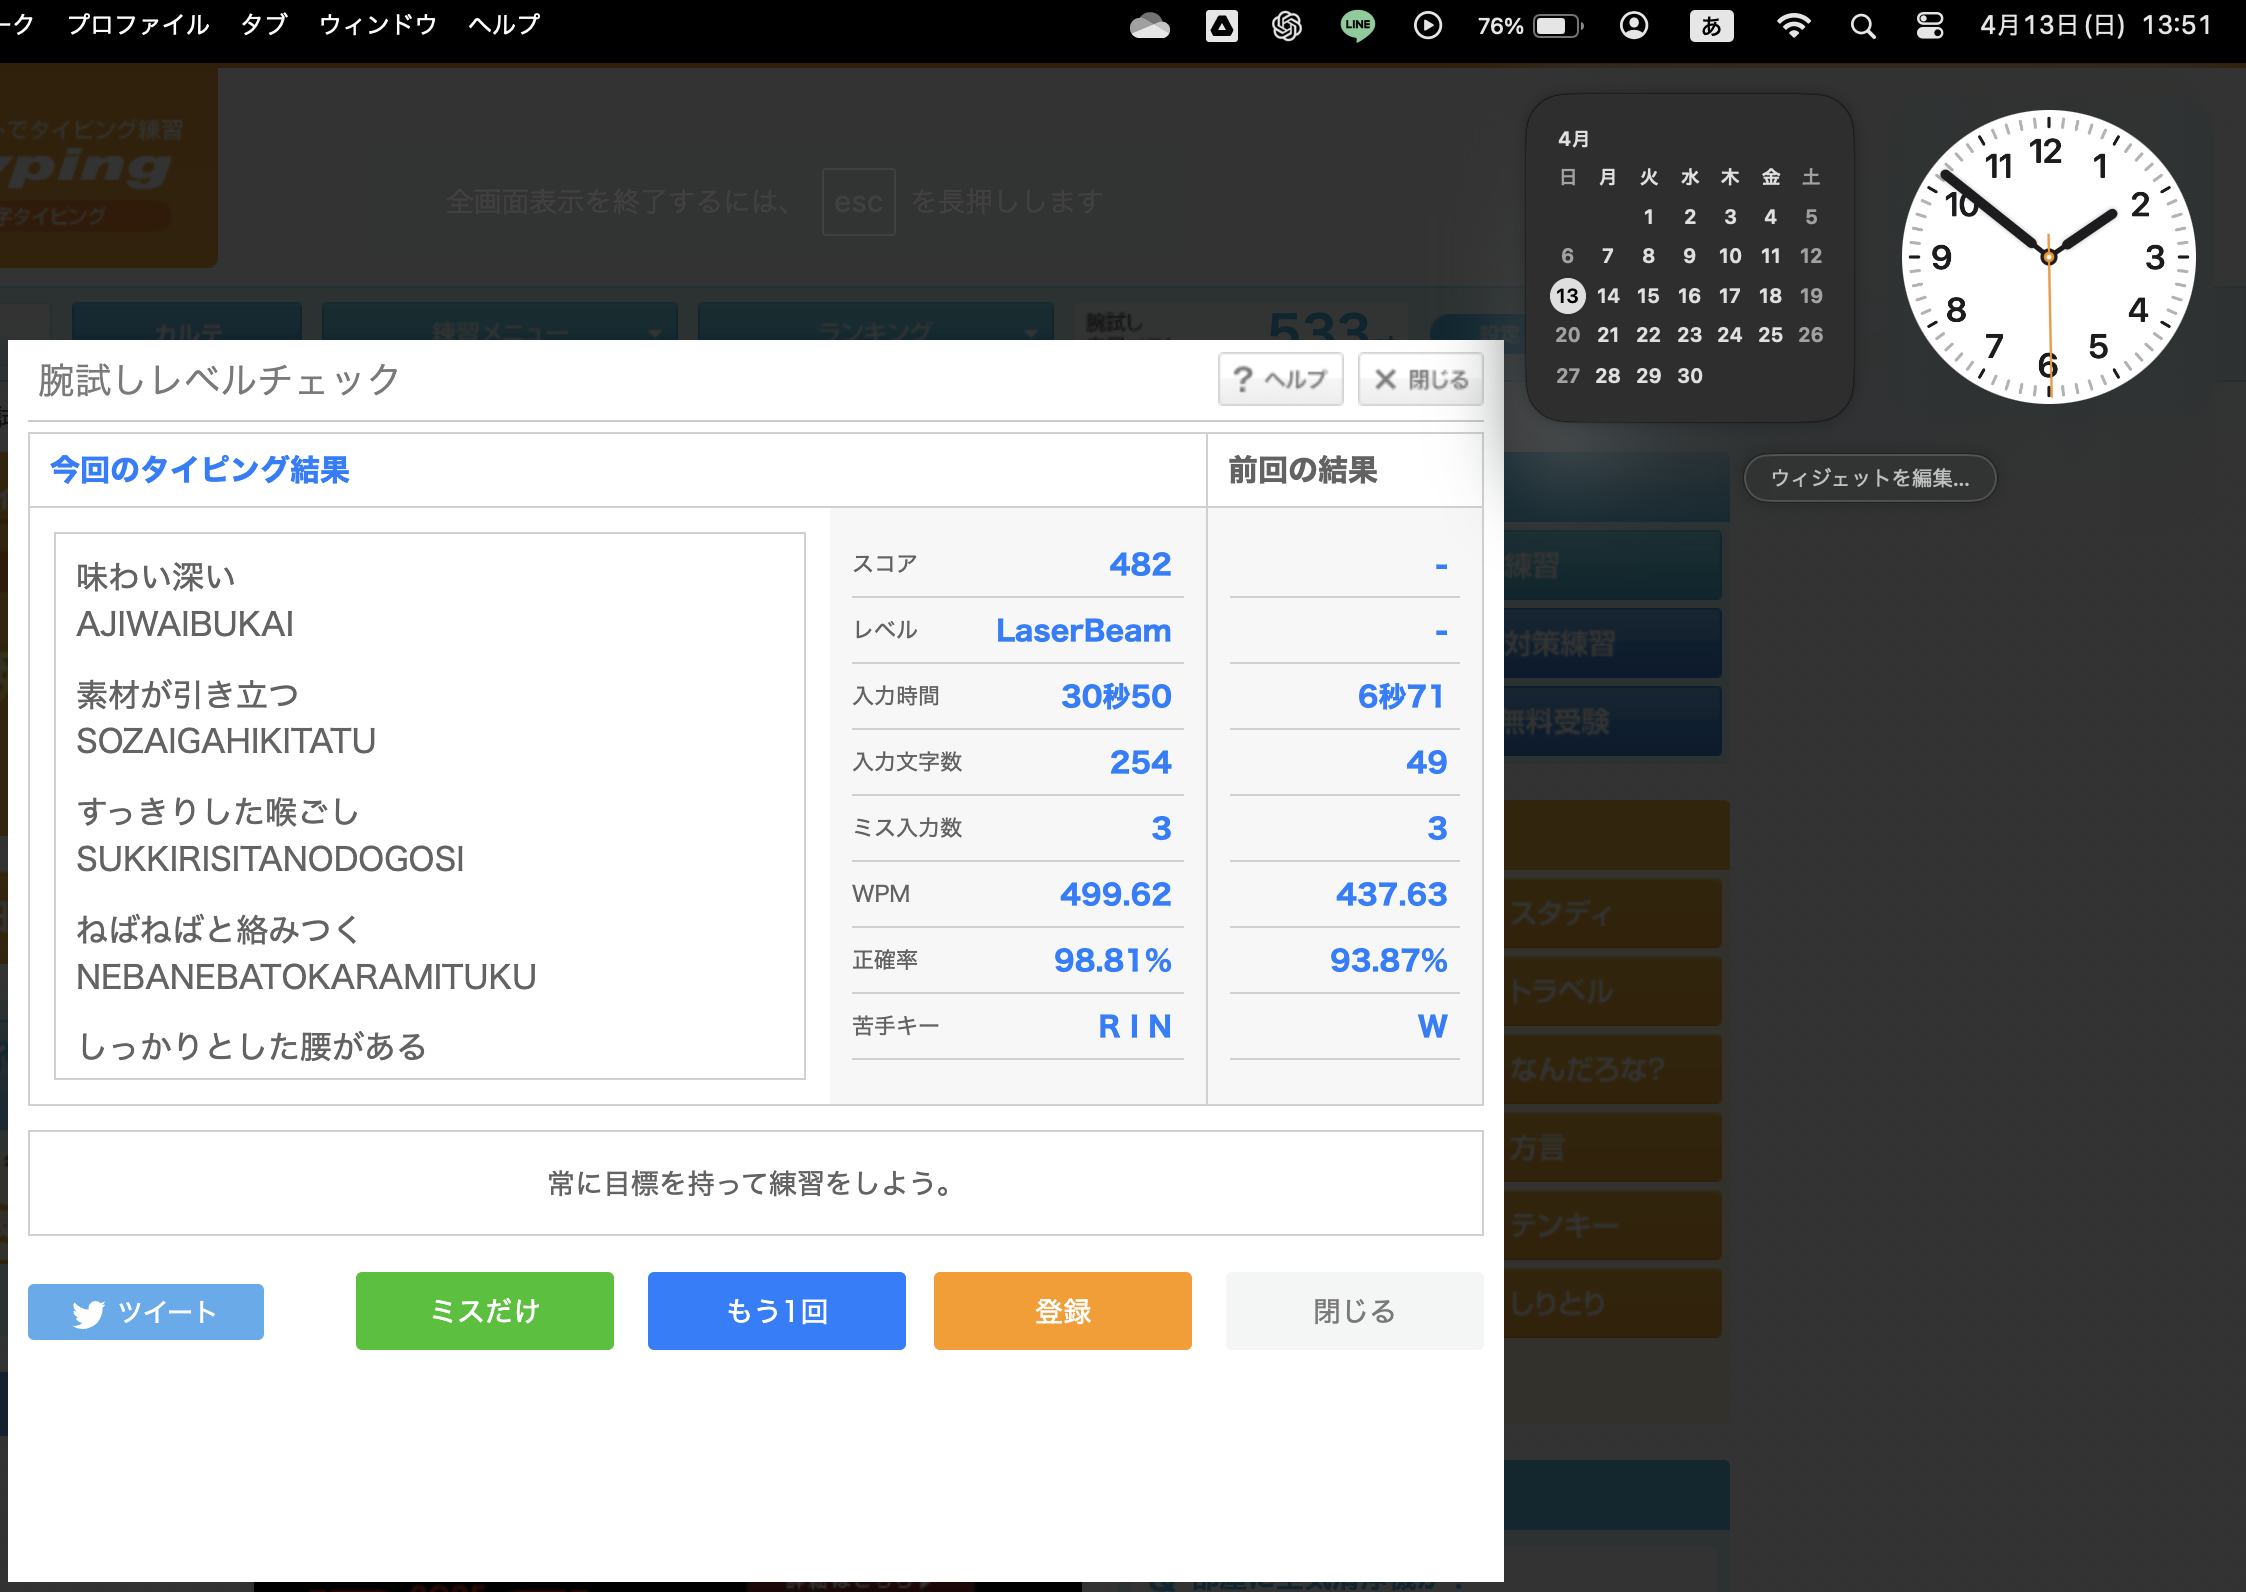 ーク プロファイル タブ ウィンドウ ヘルプ
LINE
76%
あ
4月13日(日) 13:51
でタイピング練習
yping
字タイピング
全画面表示を終了するには、 esc を長押しします
4月
日 月 火 水 木 金 土
1 2 3 4 5
6 7 8 9 10 11 12
13 14 15 16 17 18 19
20 21 22 23 24 25 26
27 28 29 30
12 1 2 3 4 5 6 7 8 9 10 11
ウィジェットを編集...
カルテ 練習メニュー ランキング 腕試し 533 設定
腕試しレベルチェック
? ヘルプ
× 閉じる
今回のタイピング結果 前回の結果
味わい深い
AJIWAIBUKAI
素材が引き立つ
SOZAIGAHIKITATU
すっきりした喉ごし
SUKKIRISITANODOGOSI
ねばねばと絡みつく
NEBANEBATOKARAMITUKU
しっかりとした腰がある
スコア 482 -
レベル LaserBeam -
入力時間 30秒50 6秒71
入力文字数 254 49
ミス入力数 3 3
WPM 499.62 437.63
正確率 98.81% 93.87%
苦手キー R I N W
常に目標を持って練習をしよう。
ツイート
ミスだけ
もう1回
登録
閉じる
練習
対策練習
無料受験
スタディ
トラベル
なんだろな?
方言
テンキー
しりとり